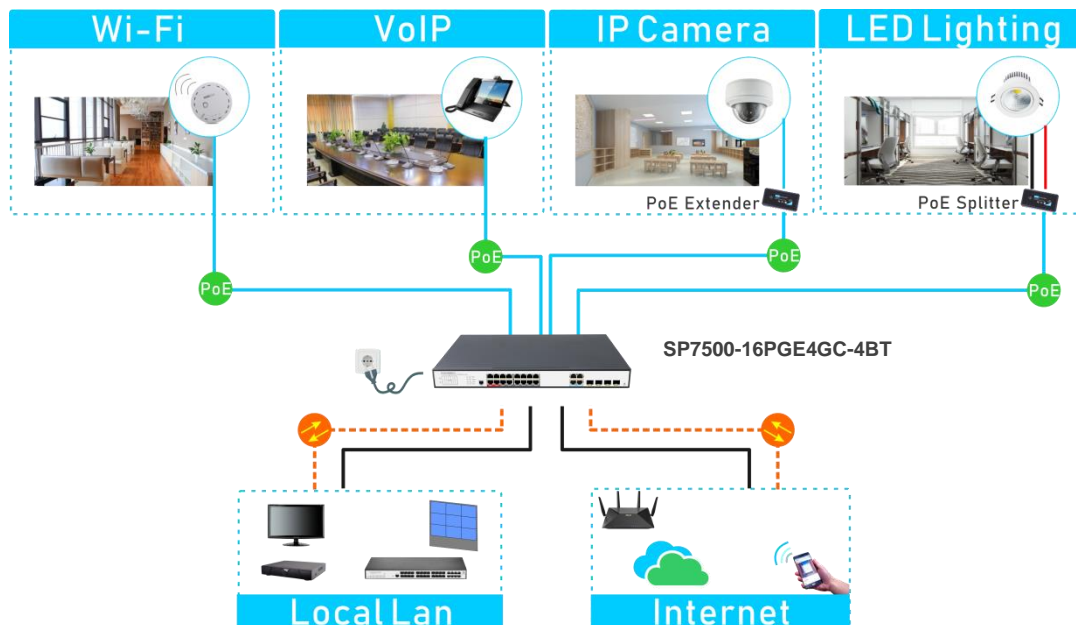 Wi-Fi
VoIP
IP Camera
LED Lighting
PoE Extender
PoE Splitter
PoE
PoE
PoE
PoE
SP7500-16PGE4GC-4BT
Local Lan
Internet